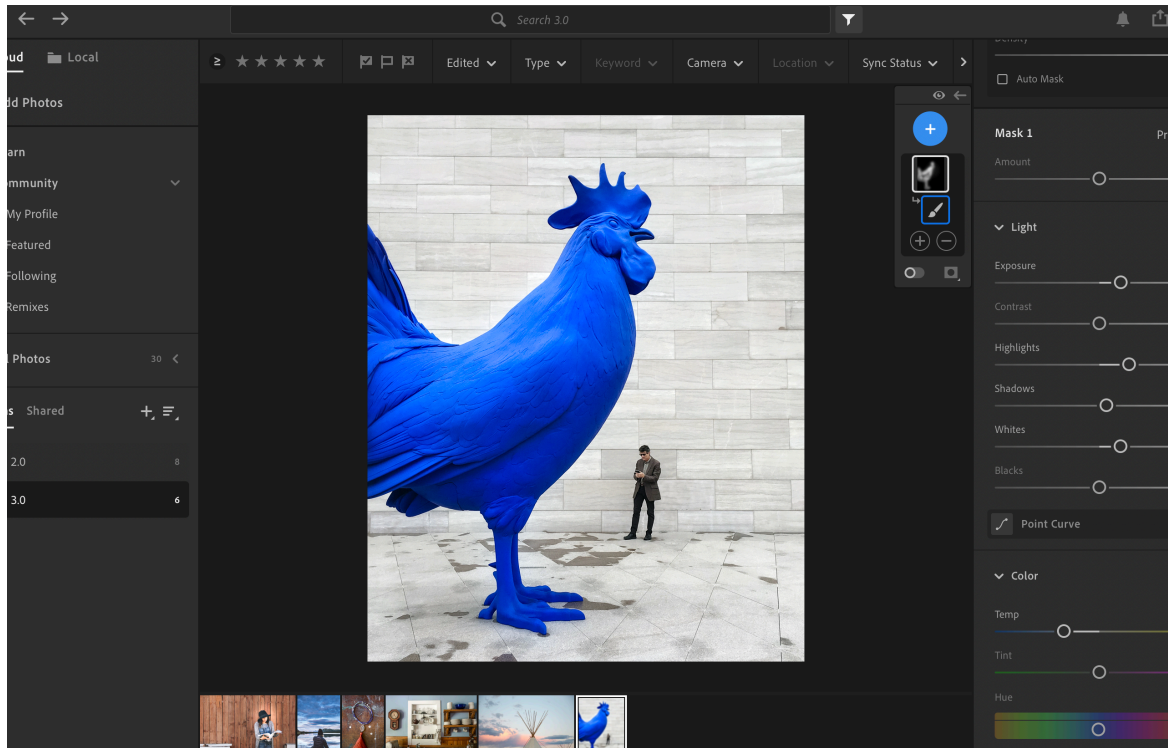 Search 3.0
oud
Local
≥
Edited
Type
Keyword
Camera
Location
Sync Status
dd Photos
Auto Mask
arn
ommunity
My Profile
Featured
Following
Remixes
l Photos
30
s Shared
2.0
8
3.0
6
Mask 1
Pr
Amount
Light
Exposure
Contrast
Highlights
Shadows
Whites
Blacks
Point Curve
Color
Temp
Tint
Hue